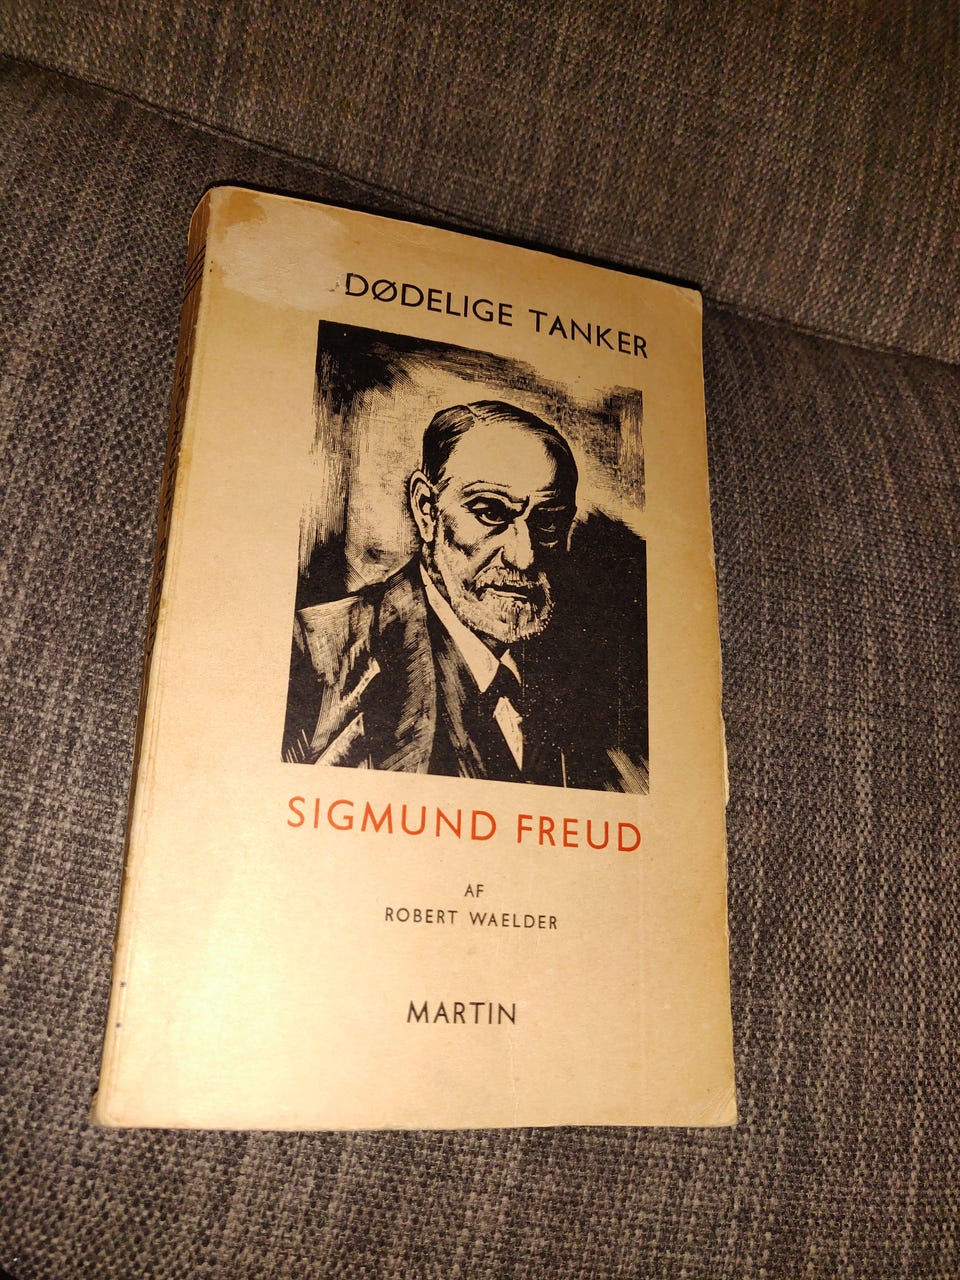 DØDELIGE TANKER
SIGMUND FREUD
AF
ROBERT WAELDER
MARTIN